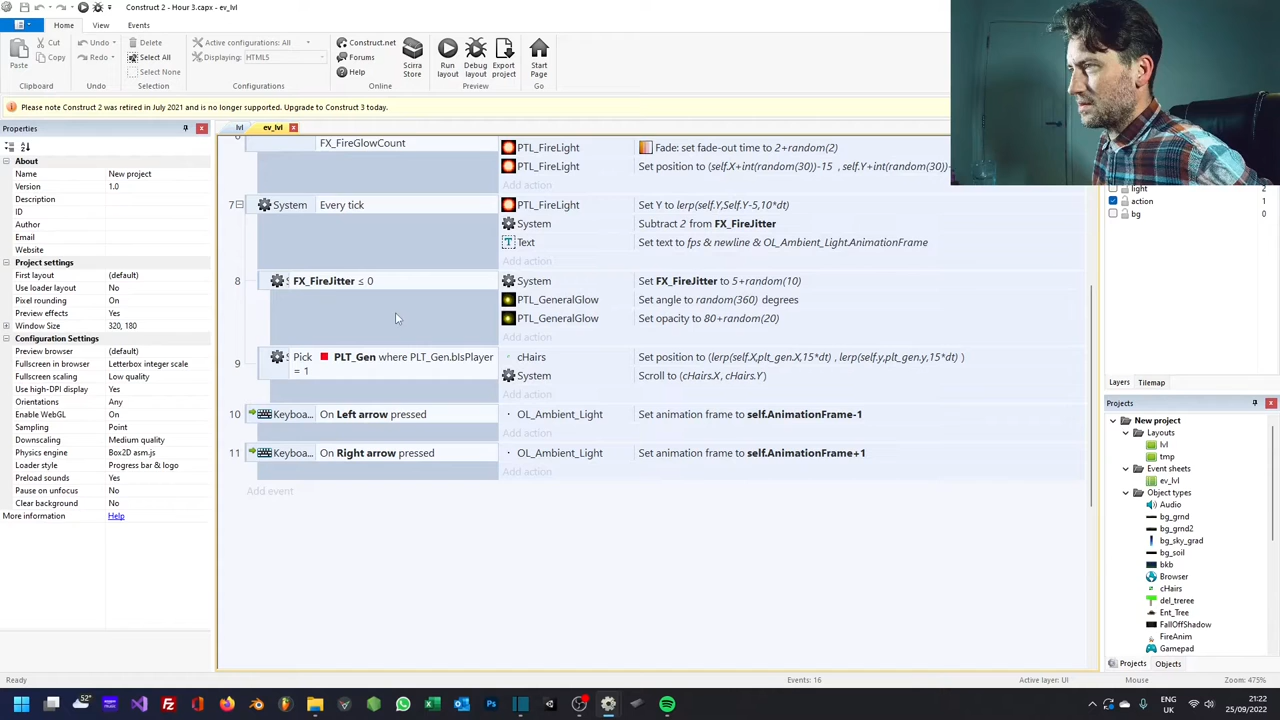 Construct 2 - Hour 3.capx - ev_lvl
Home View Events
Paste
Cut
Copy
Clipboard
Undo
Redo
Undo
Delete
Select All
Select None
Selection
Active configurations: All
Displaying: HTML5
Configurations
Construct.net
Forums
Help
Online
Scirra Store
Run layout
Debug layout
Export project
Preview
Start Page
Go
Please note Construct 2 was retired in July 2021 and is no longer supported. Upgrade to Construct 3 today.
Properties
About
Name New project
Version 1.0
Description
ID
Author
Email
Website
Project settings
First layout (default)
Use loader layout No
Pixel rounding On
Preview effects Yes
Window Size 320, 180
Configuration Settings
Preview browser (default)
Fullscreen in browser Letterbox integer scale
Fullscreen scaling Low quality
Use high-DPI display Yes
Orientations Any
Enable WebGL On
Sampling Point
Downscaling Medium quality
Physics engine Box2D asm.js
Loader style Progress bar & logo
Preload sounds Yes
Pause on unfocus No
Clear background No
More information Help
lvl ev_lvl
FX_FireGlowCount
PTL_FireLight Fade: set fade-out time to 2+random(2)
PTL_FireLight Set position to (self.X+int(random(30))-15 , self.Y+int(random(30))
Add action
7 System Every tick
PTL_FireLight Set Y to lerp(self.Y,Self.Y-5,10*dt)
System Subtract 2 from FX_FireJitter
Text Set text to fps & newline & OL_Ambient_Light.AnimationFrame
Add action
8 FX_FireJitter ≤ 0
System Set FX_FireJitter to 5+random(10)
PTL_GeneralGlow Set angle to random(360) degrees
PTL_GeneralGlow Set opacity to 80+random(20)
Add action
9 Pick PLT_Gen where PLT_Gen.bIsPlayer = 1
cHairs Set position to (lerp(self.X,plt_gen.X,15*dt) , lerp(self.y,plt_gen.y,15*dt) )
System Scroll to (cHairs.X, cHairs.Y)
Add action
10 Keyboa... On Left arrow pressed OL_Ambient_Light Set animation frame to self.AnimationFrame-1
Add action
11 Keyboa... On Right arrow pressed OL_Ambient_Light Set animation frame to self.AnimationFrame+1
Add action
Add event
light 2
action 1
bg 0
Layers Tilemap
Projects
New project
Layouts
lvl
tmp
Event sheets
ev_lvl
Object types
Audio
bg_grnd
bg_grnd2
bg_sky_grad
bg_soil
bkb
Browser
cHairs
del_treree
Ent_Tree
FallOffShadow
FireAnim
Gamepad
Projects Objects
Ready
Events: 16
Active layer: UI
Mouse
Zoom: 475%
ENG
UK
21:22
25/09/2022